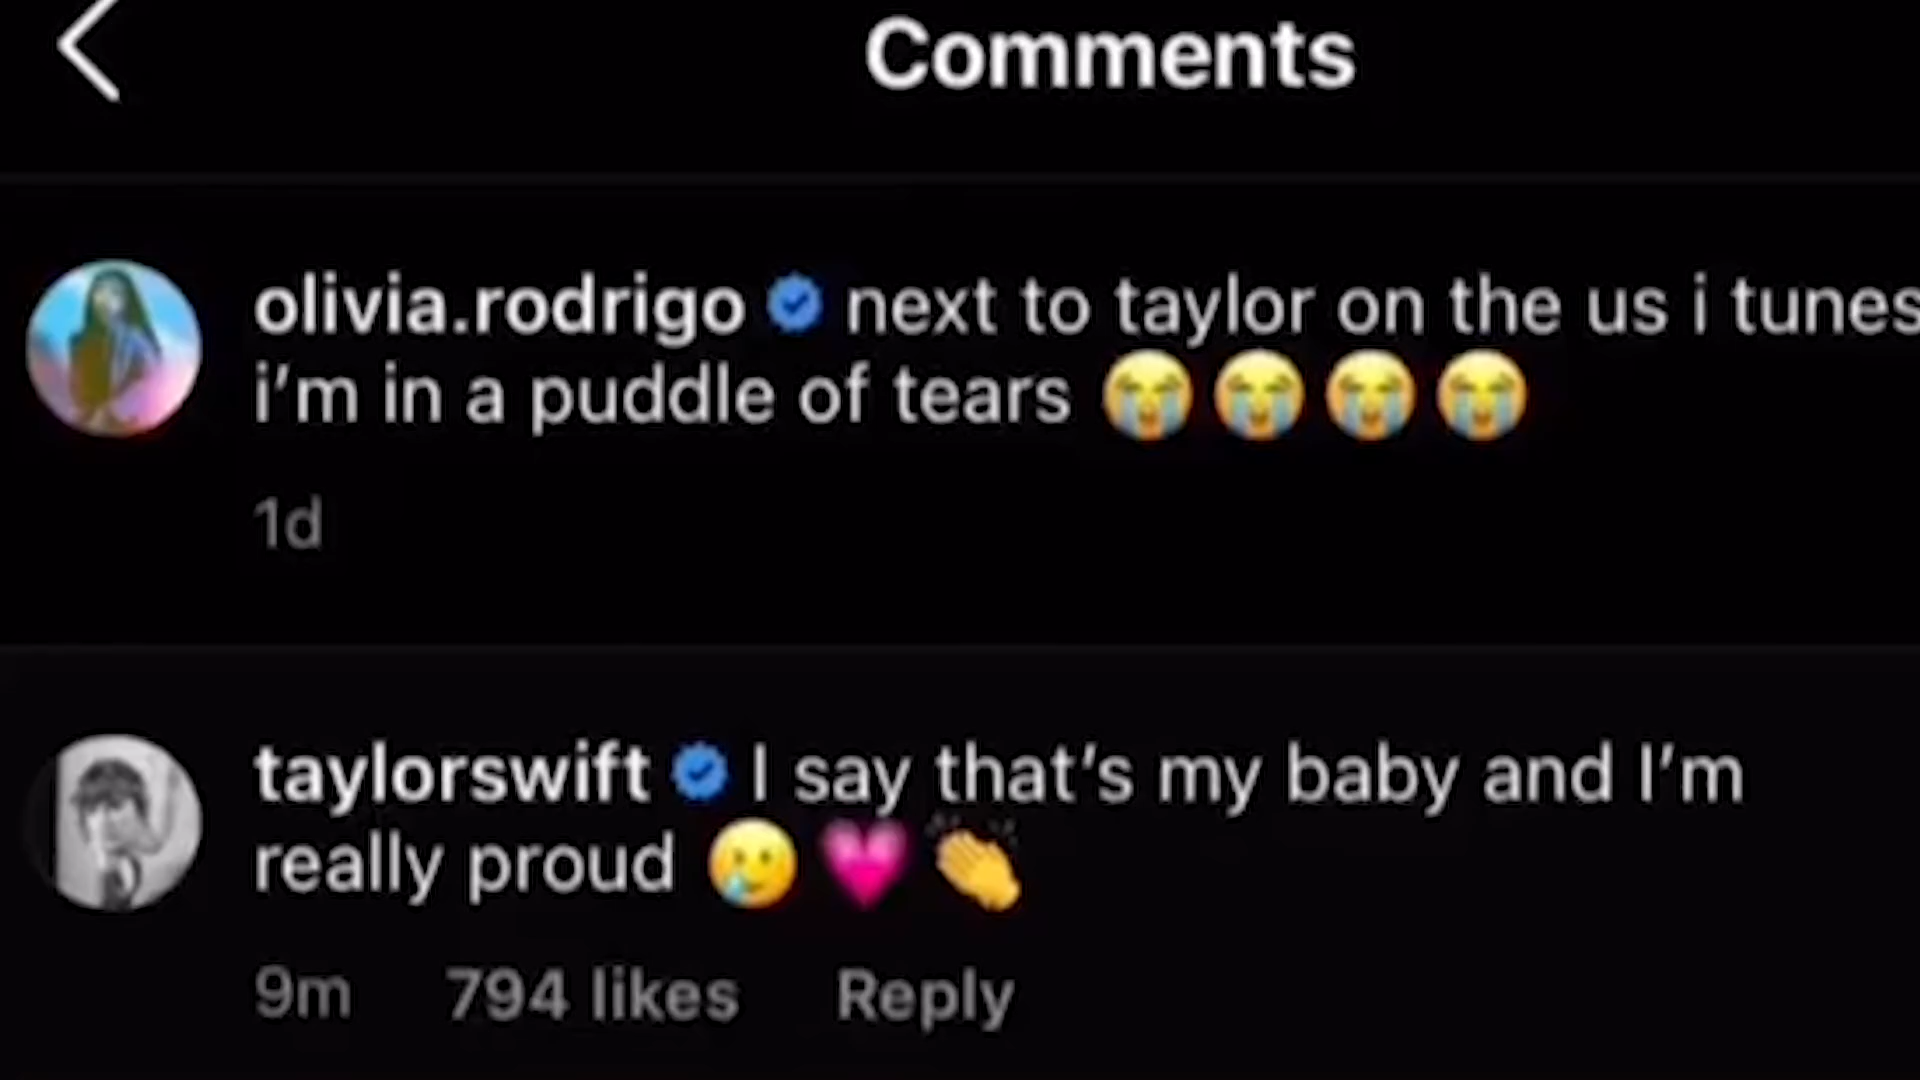 Comments
olivia.rodrigo next to taylor on the us i tunes
i’m in a puddle of tears 😭😭😭😭
1d
taylorswift I say that’s my baby and I’m
really proud 🥲💗👏
9m 794 likes Reply